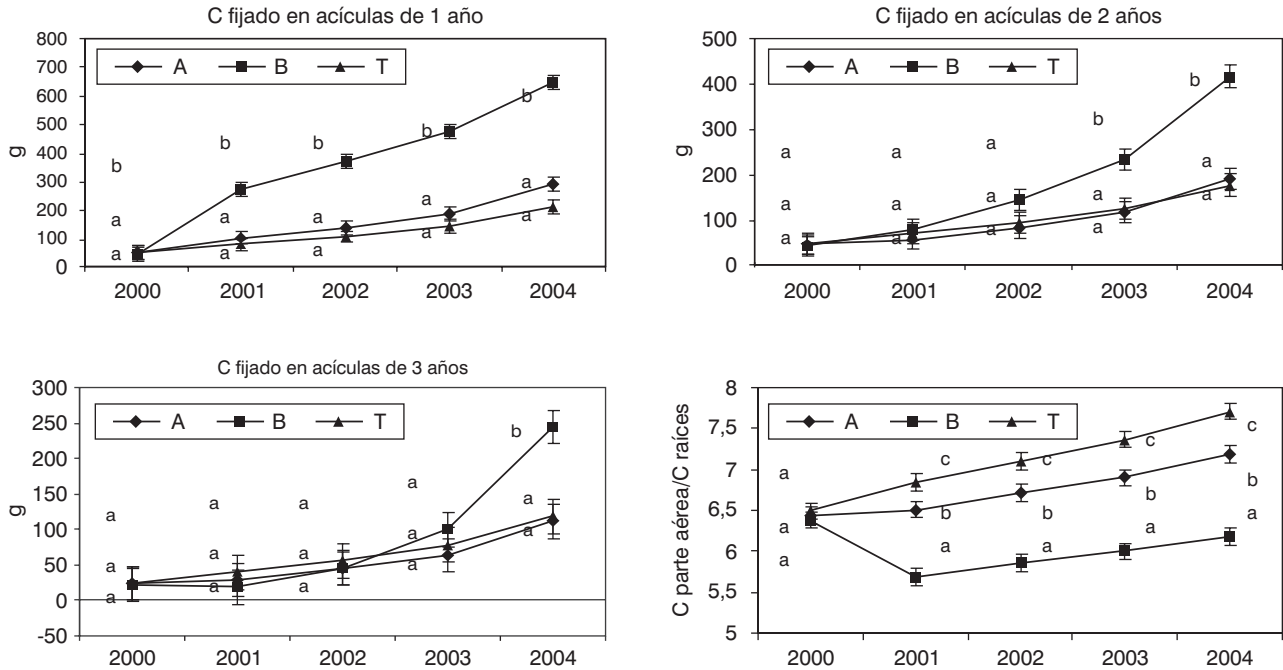 C fijado en acículas de 1 año
800
700
600
500
400
300
200
100
0
g
A B T
b b b b b
a a a a a
a a a a a
2000 2001 2002 2003 2004
C fijado en acículas de 2 años
500
400
300
200
100
0
g
A B T
a a a b b
a a a a a
a a a a a
2000 2001 2002 2003 2004
C fijado en acículas de 3 años
300
250
200
150
100
50
0
-50
g
A B T
a a a a b
a a a a a
a a a a a
2000 2001 2002 2003 2004
8
7,5
7
6,5
6
5,5
5
C parte aérea/C raíces
A B T
a c c c c
a b b b b
a a a a a
2000 2001 2002 2003 2004